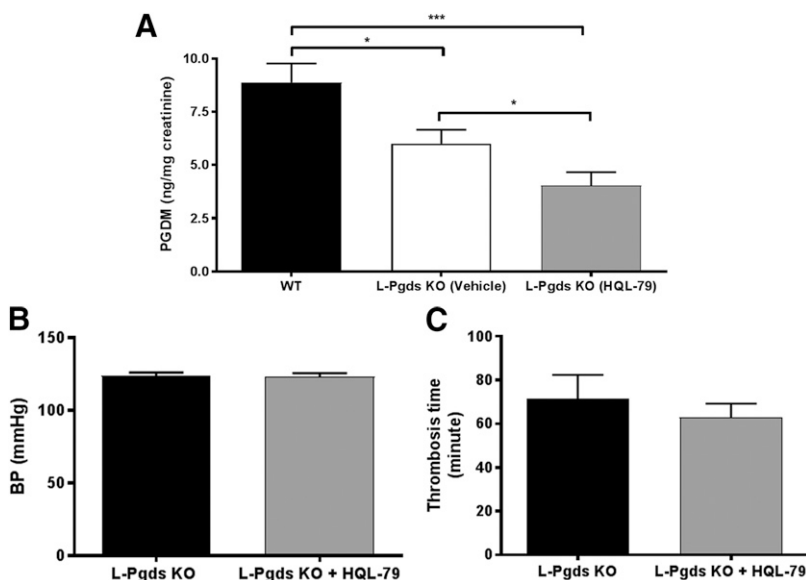 A
***
*
*
PGDM (ng/mg creatinine)
10.0
7.5
5.0
2.5
0.0
WT
L-Pgds KO (Vehicle)
L-Pgds KO (HQL-79)
B
BP (mmHg)
150
100
50
0
L-Pgds KO
L-Pgds KO + HQL-79
C
Thrombosis time
(minute)
100
80
60
40
20
0
L-Pgds KO
L-Pgds KO + HQL-79